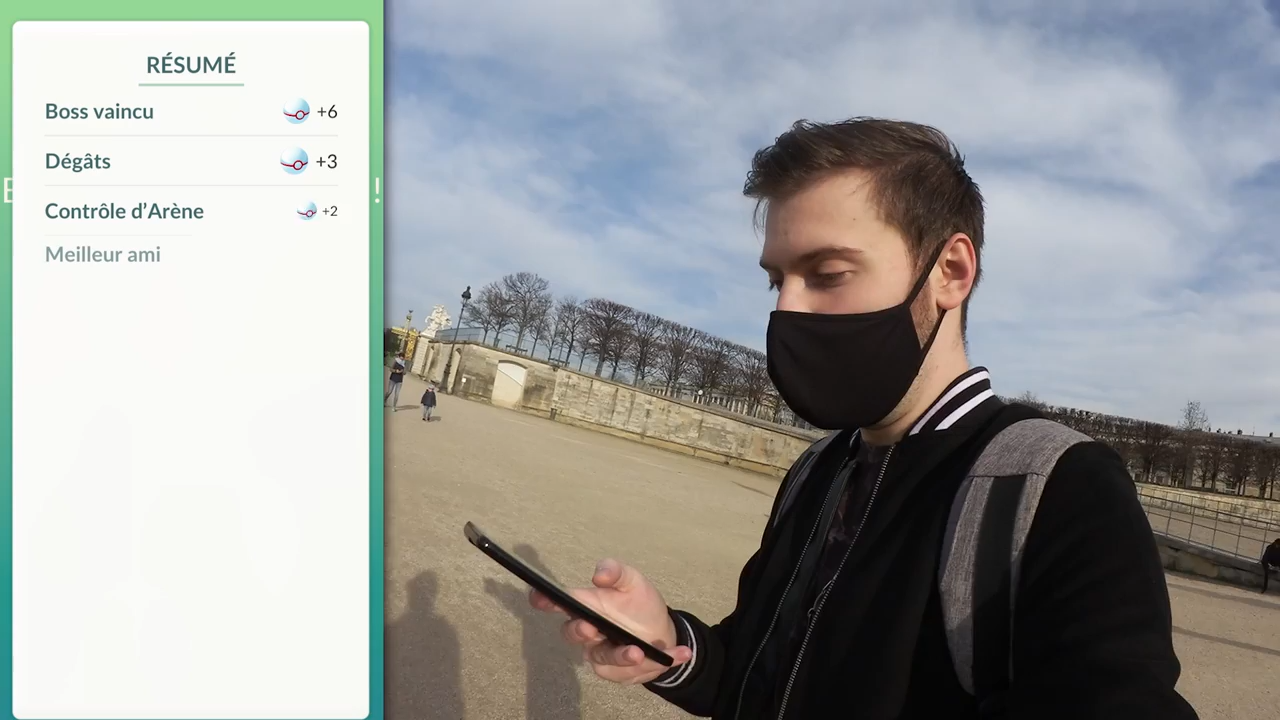 RÉSUMÉ
Boss vaincu +6
Dégâts +3
E !
Contrôle d'Arène +2
Meilleur ami